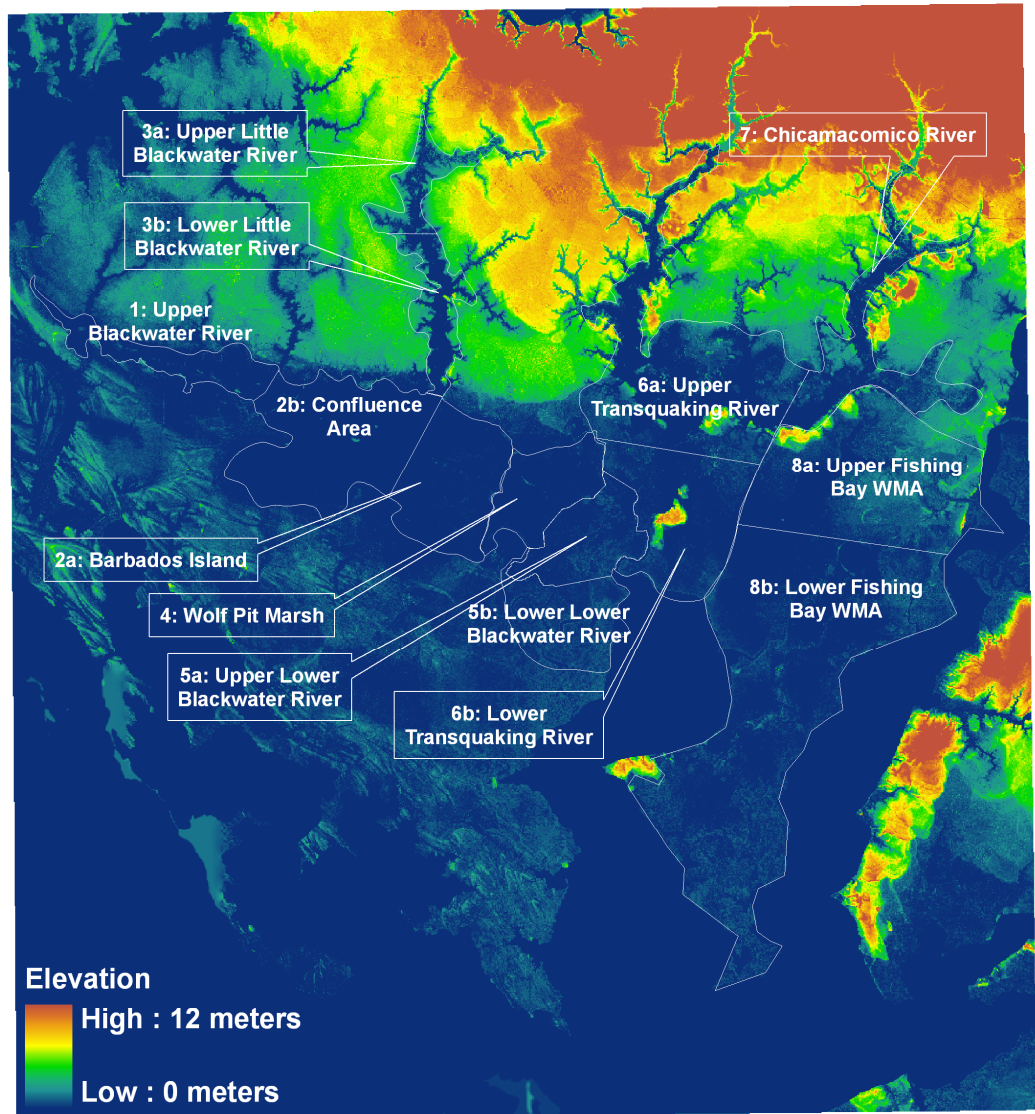 3a: Upper Little
Blackwater River
7: Chicamacomico River
3b: Lower Little
Blackwater River
1: Upper
Blackwater River
2b: Confluence
Area
6a: Upper
Transquaking River
8a: Upper Fishing
Bay WMA
2a: Barbados Island
4: Wolf Pit Marsh
5b: Lower Lower
Blackwater River
8b: Lower Fishing
Bay WMA
5a: Upper Lower
Blackwater River
6b: Lower
Transquaking River
Elevation
High : 12 meters
Low : 0 meters